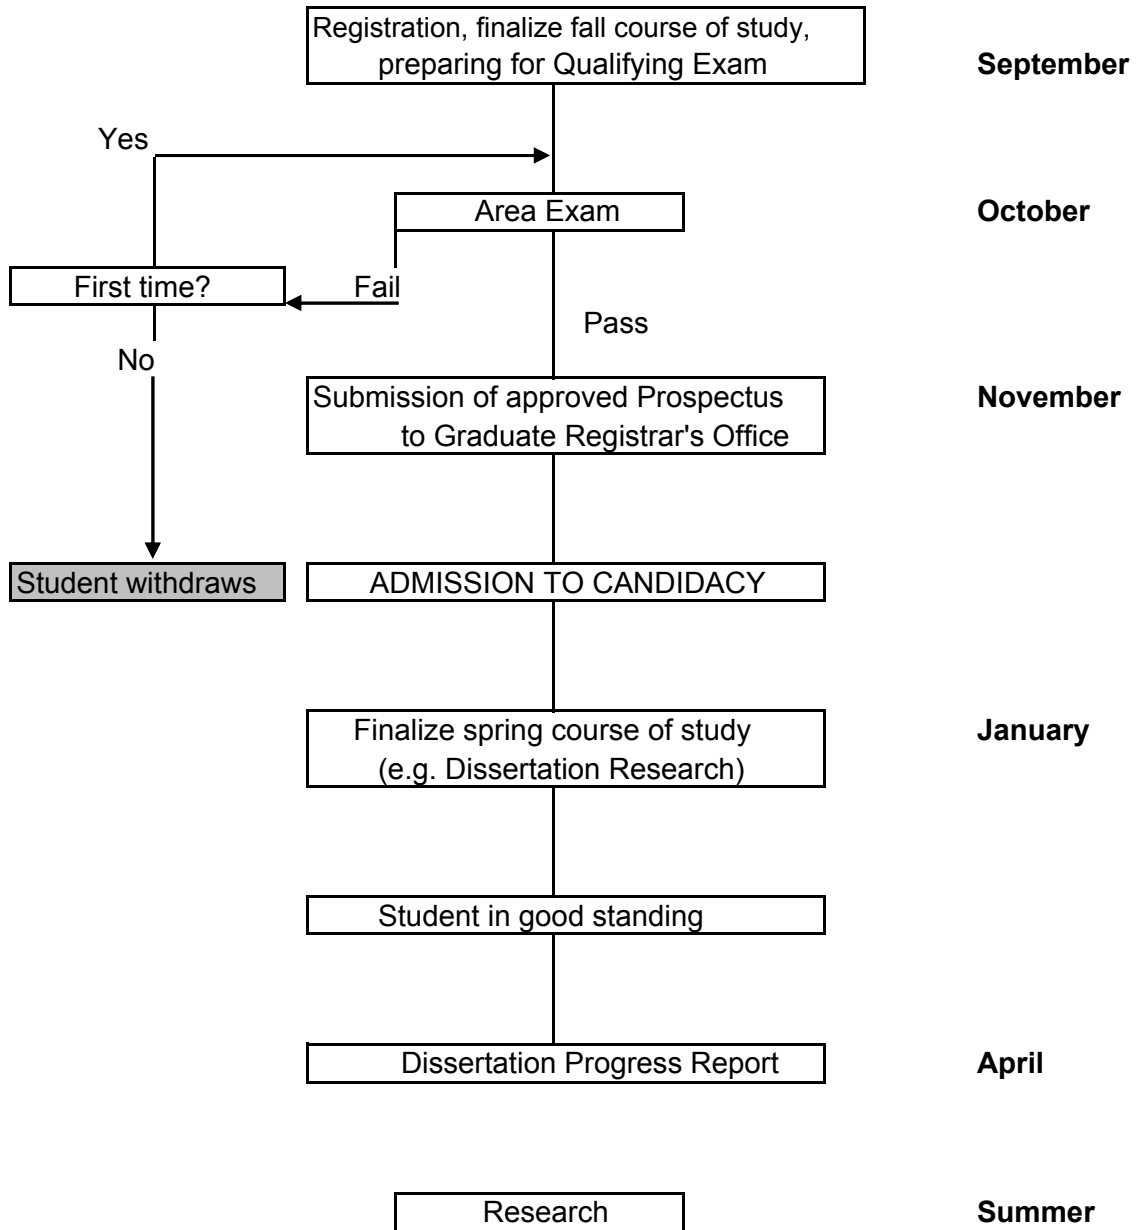 Registration, finalize fall course of study,
preparing for Qualifying Exam
September
Yes
Area Exam
October
First time?
Fail
Pass
No
Submission of approved Prospectus
to Graduate Registrar's Office
November
Student withdraws
ADMISSION TO CANDIDACY
Finalize spring course of study
(e.g. Dissertation Research)
January
Student in good standing
Dissertation Progress Report
April
Research
Summer